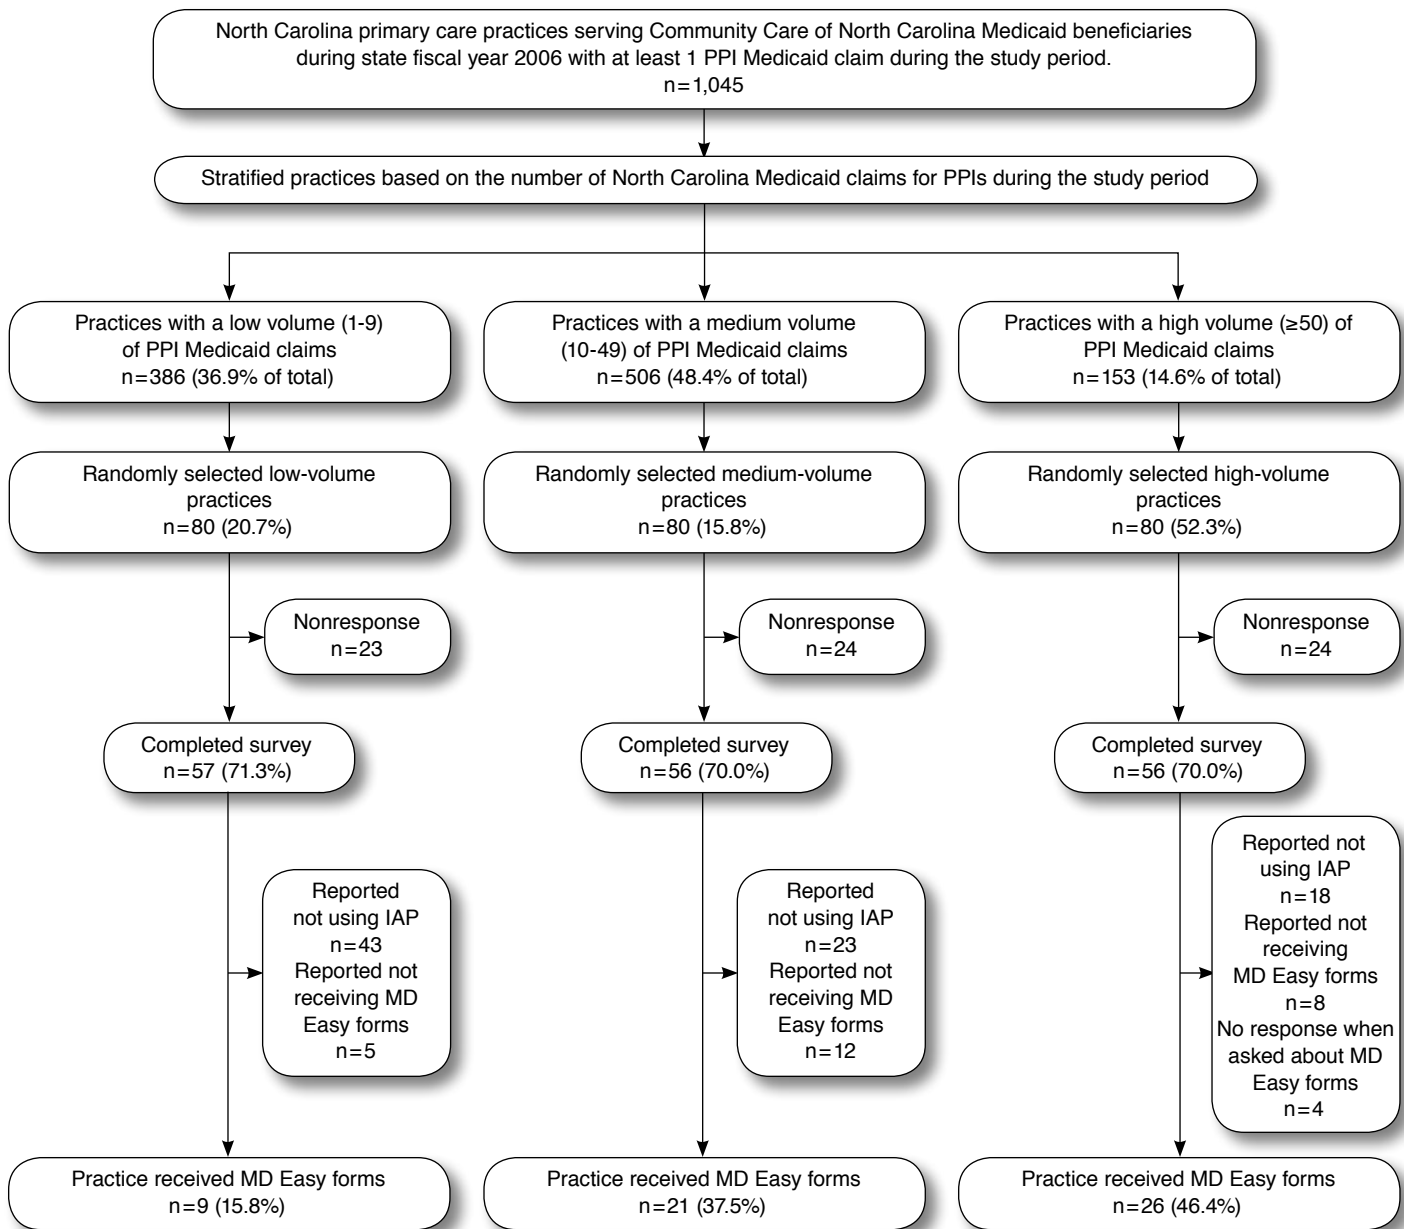 North Carolina primary care practices serving Community Care of North Carolina Medicaid beneficiaries
during state fiscal year 2006 with at least 1 PPI Medicaid claim during the study period.
n=1,045
Stratified practices based on the number of North Carolina Medicaid claims for PPIs during the study period
Practices with a low volume (1-9)
of PPI Medicaid claims
n=386 (36.9% of total)
Practices with a medium volume
(10-49) of PPI Medicaid claims
n=506 (48.4% of total)
Practices with a high volume (≥50) of
PPI Medicaid claims
n=153 (14.6% of total)
Randomly selected low-volume
practices
n=80 (20.7%)
Randomly selected medium-volume
practices
n=80 (15.8%)
Randomly selected high-volume
practices
n=80 (52.3%)
Nonresponse
n=23
Nonresponse
n=24
Nonresponse
n=24
Completed survey
n=57 (71.3%)
Completed survey
n=56 (70.0%)
Completed survey
n=56 (70.0%)
Reported
not using IAP
n=43
Reported not
receiving MD
Easy forms
n=5
Reported
not using IAP
n=23
Reported not
receiving MD
Easy forms
n=12
Reported not
using IAP
n=18
Reported not
receiving
MD Easy forms
n=8
No response when
asked about MD
Easy forms
n=4
Practice received MD Easy forms
n=9 (15.8%)
Practice received MD Easy forms
n=21 (37.5%)
Practice received MD Easy forms
n=26 (46.4%)